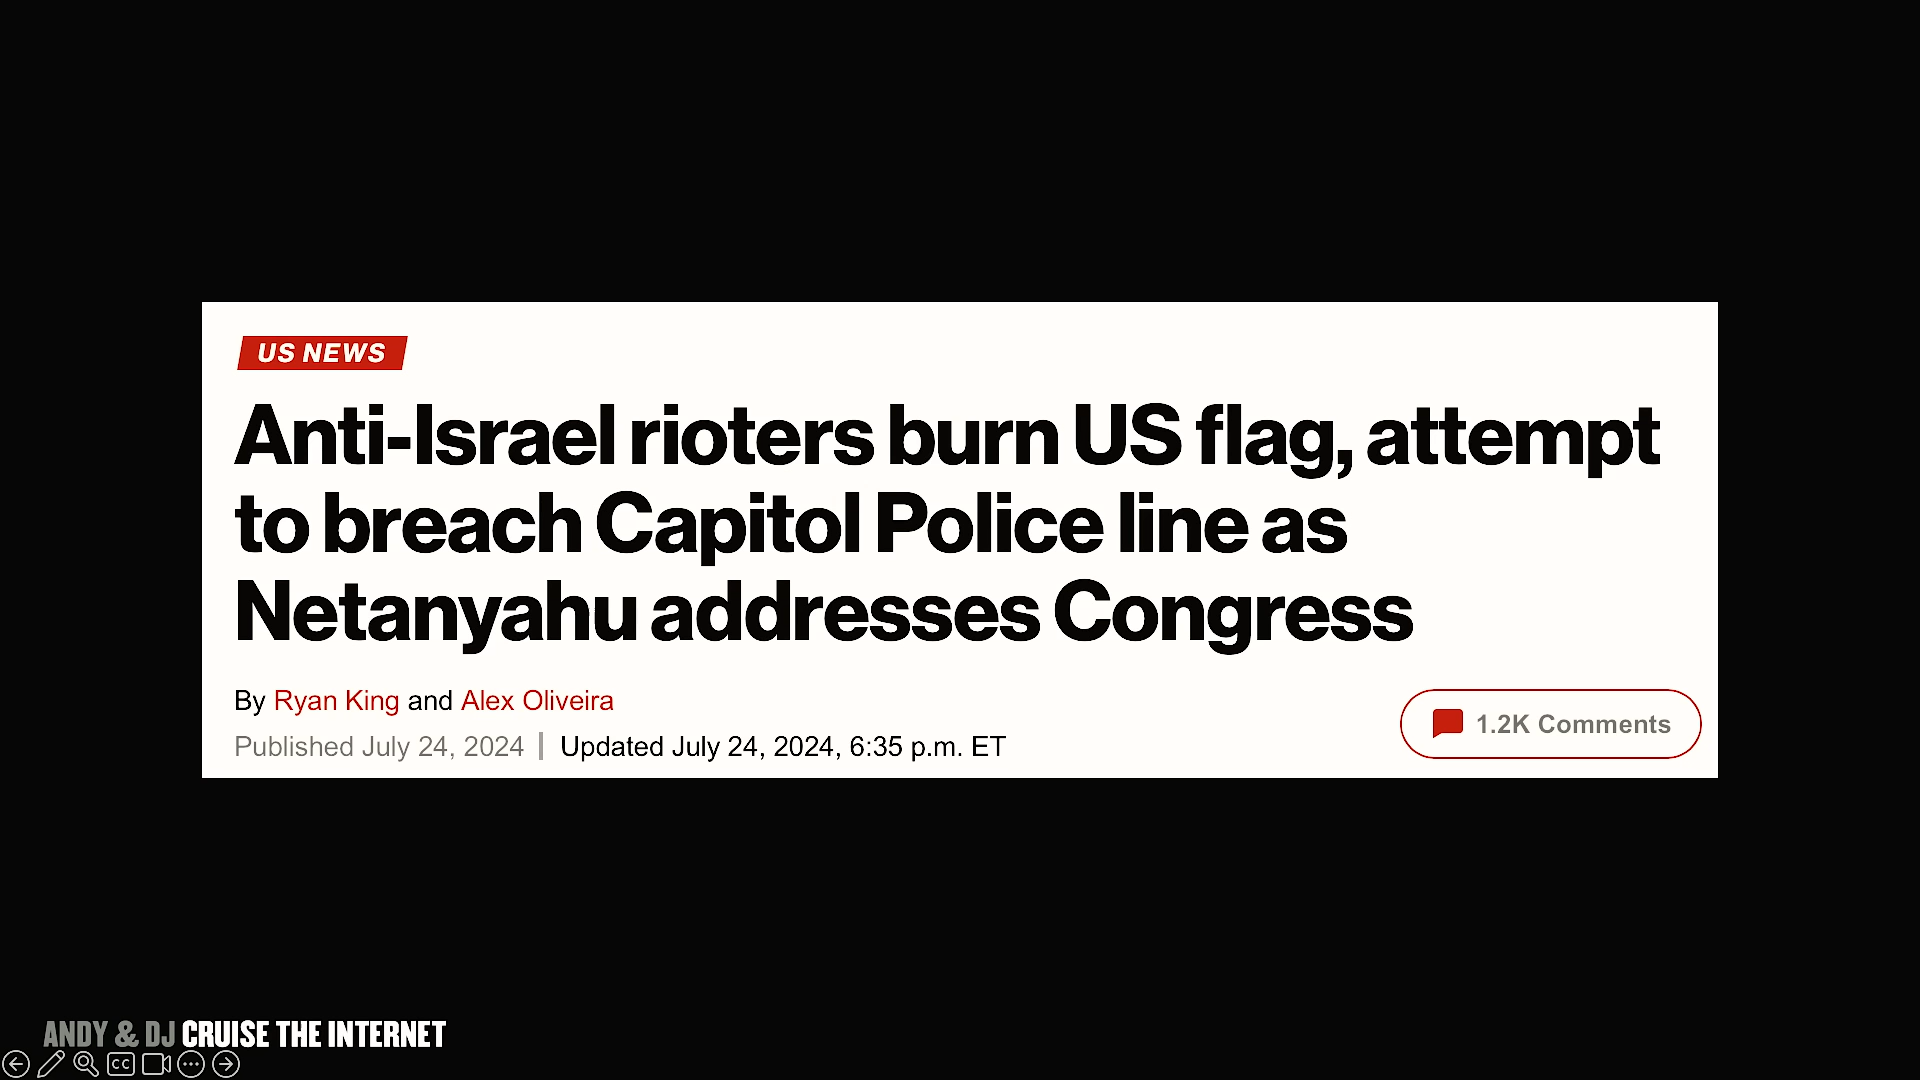 US NEWS
Anti-Israel rioters burn US flag, attempt
to breach Capitol Police line as
Netanyahu addresses Congress
By Ryan King and Alex Oliveira
Published July 24, 2024 | Updated July 24, 2024, 6:35 p.m. ET
1.2K Comments
ANDY & DJ CRUISE THE INTERNET
CC